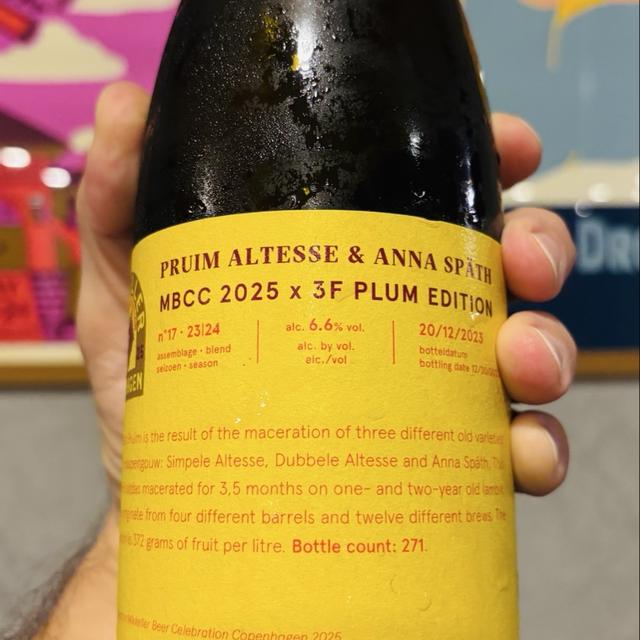 PRUIM ALTESSE & ANNA SPÄTH
MBCC 2025 x 3F PLUM EDITION
n°17 · 23|24
assemblage · blend
seizoen · season
alc. 6.6% vol.
alc. by vol.
alc./vol
20/12/2023
botteldatum
bottling date
is the result of the maceration of three different old varieties
Simpele Altesse, Dubbele Altesse and Anna Späth.
macerated for 3,5 months on one- and two-year old
from four different barrels and twelve different brews. The
is 372 grams of fruit per litre. Bottle count: 271.
Mikkeller Beer Celebration Copenhagen 2025
DR